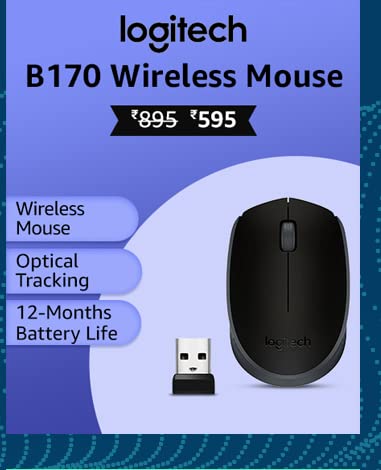 logitech
B170 Wireless Mouse
₹895 ₹595
Wireless
Mouse
Optical
Tracking
12-Months
Battery Life
logitech